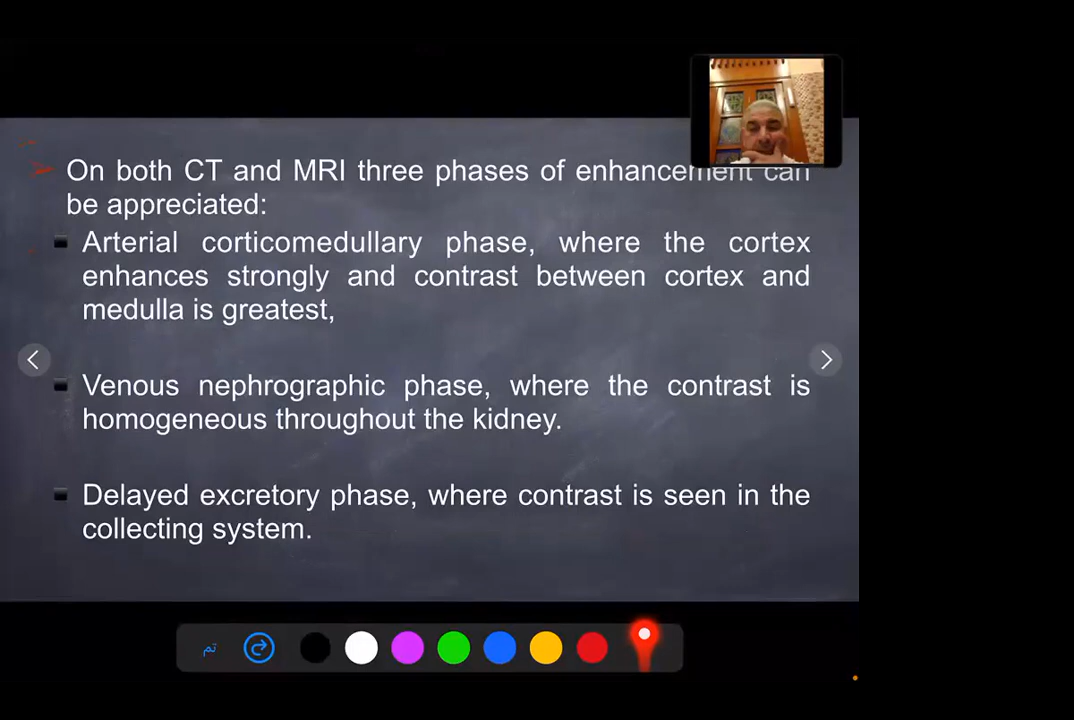 On both CT and MRI three phases of enhancement can
be appreciated:
Arterial corticomedullary phase, where the cortex
enhances strongly and contrast between cortex and
medulla is greatest,
Venous nephrographic phase, where the contrast is
homogeneous throughout the kidney.
Delayed excretory phase, where contrast is seen in the
collecting system.
تم